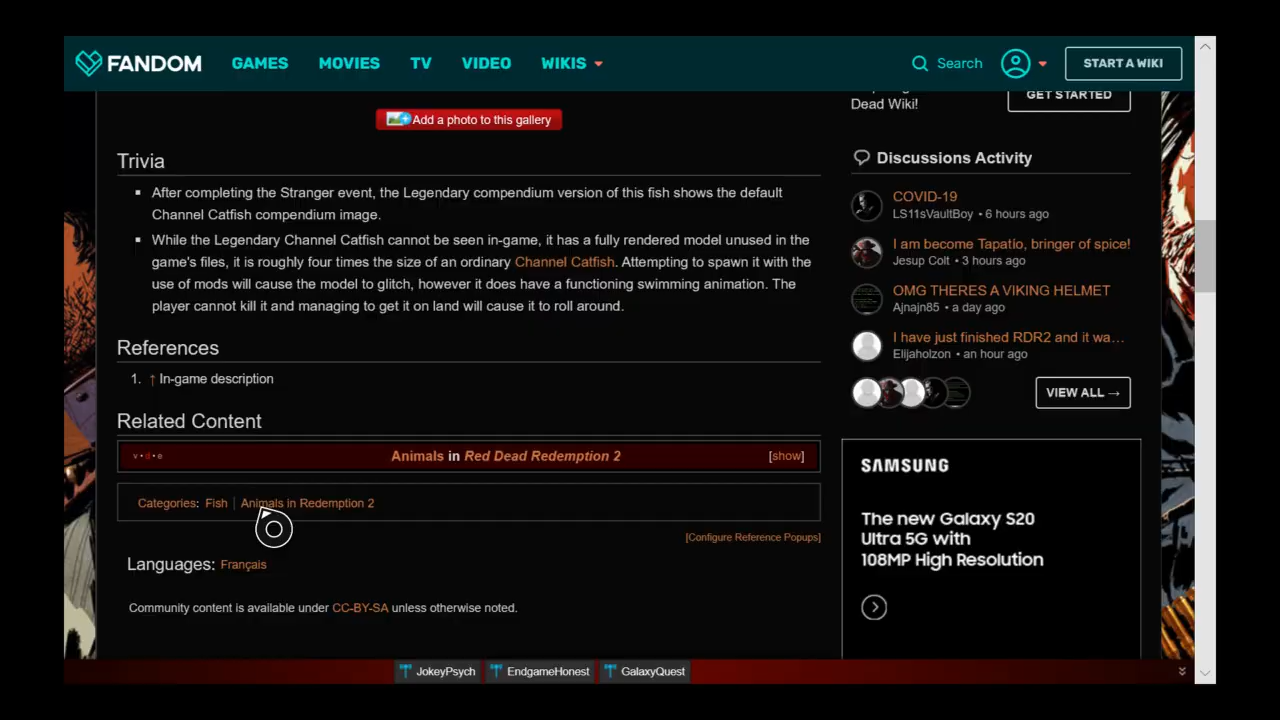 FANDOM GAMES MOVIES TV VIDEO WIKIS Search START A WIKI
Dead Wiki!
GET STARTED
Add a photo to this gallery
Trivia
After completing the Stranger event, the Legendary compendium version of this fish shows the default
Channel Catfish compendium image.
While the Legendary Channel Catfish cannot be seen in-game, it has a fully rendered model unused in the
game's files, it is roughly four times the size of an ordinary Channel Catfish. Attempting to spawn it with the
use of mods will cause the model to glitch, however it does have a functioning swimming animation. The
player cannot kill it and managing to get it on land will cause it to roll around.
References
1. ↑ In-game description
Related Content
v • d • e Animals in Red Dead Redemption 2 [show]
Categories: Fish | Animals in Redemption 2
[Configure Reference Popups]
Languages: Français
Community content is available under CC-BY-SA unless otherwise noted.
Discussions Activity
COVID-19
LS11sVaultBoy • 6 hours ago
I am become Tapatio, bringer of spice!
Jesup Colt • 3 hours ago
OMG THERES A VIKING HELMET
Ajnajn85 • a day ago
I have just finished RDR2 and it wa...
Elijaholzon • an hour ago
VIEW ALL →
SAMSUNG
The new Galaxy S20
Ultra 5G with
108MP High Resolution
JokeyPsych EndgameHonest GalaxyQuest